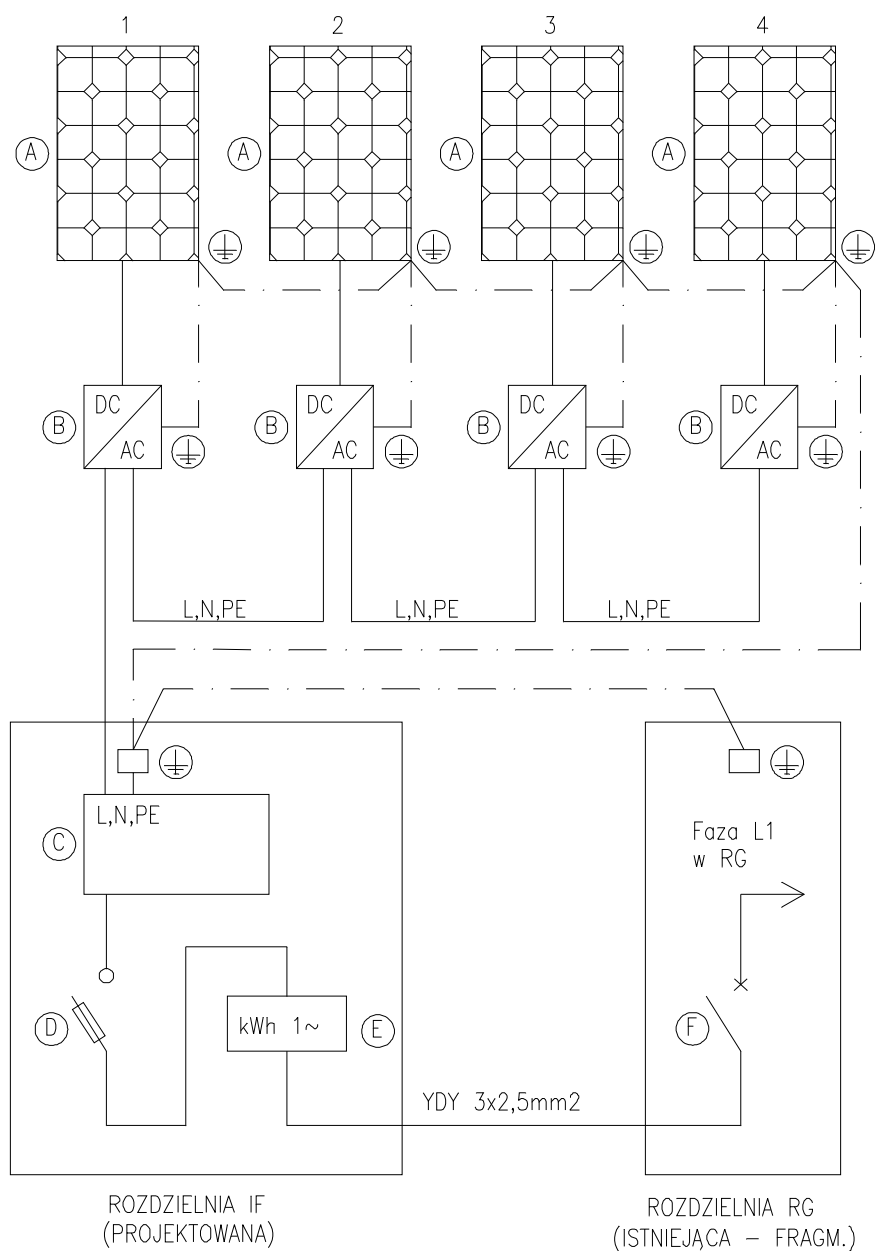 1 2 3 4
A A A A
DC DC DC DC
B B B B
AC AC AC AC
L,N,PE L,N,PE L,N,PE
L,N,PE
C
Faza L1
w RG
D
kWh 1~
E
F
YDY 3x2,5mm2
ROZDZIELNIA IF
(PROJEKTOWANA)
ROZDZIELNIA RG
(ISTNIEJĄCA – FRAGM.)